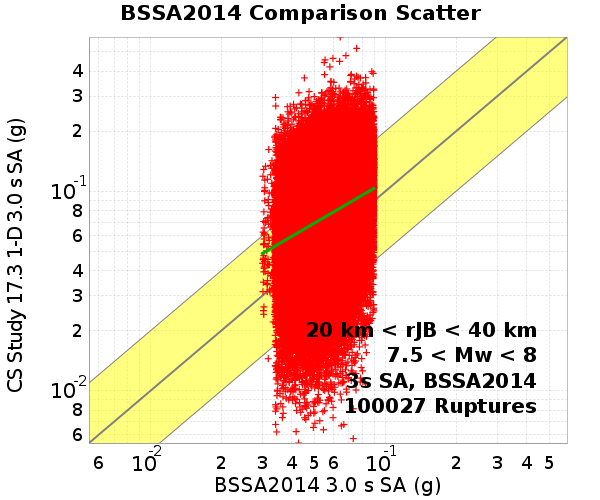 BSSA2014 Comparison Scatter
CS Study 17.3 1-D 3.0 s SA (g)
4
3
2
10-1
8
6
4
3
2
10-2
8
6
20 km < rJB < 40 km
7.5 < Mw < 8
3s SA, BSSA2014
100027 Ruptures
6 10-2 2 3 4 5 6 10-1 2 3 4 5
BSSA2014 3.0 s SA (g)